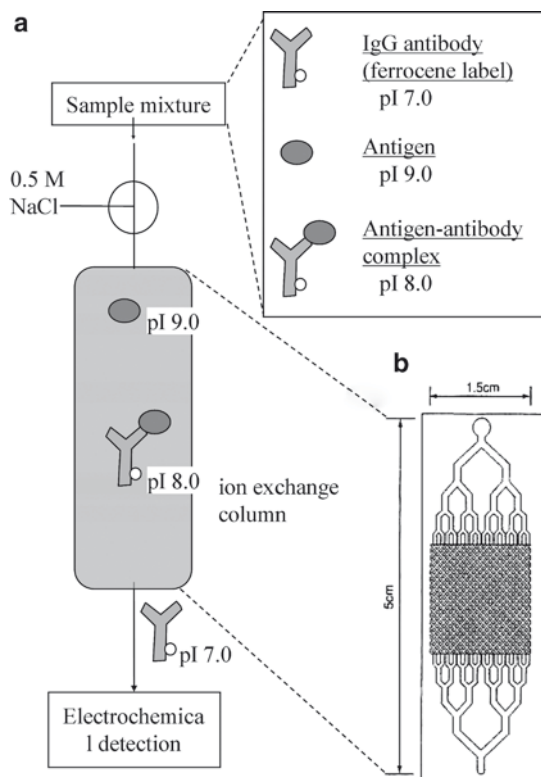 a
Sample mixture
0.5 M
NaCl
pI 9.0
pI 8.0
ion exchange
column
pI 7.0
Electrochemica
l detection
IgG antibody
(ferrocene label)
pI 7.0
Antigen
pI 9.0
Antigen-antibody
complex
pI 8.0
b
1.5cm
5cm